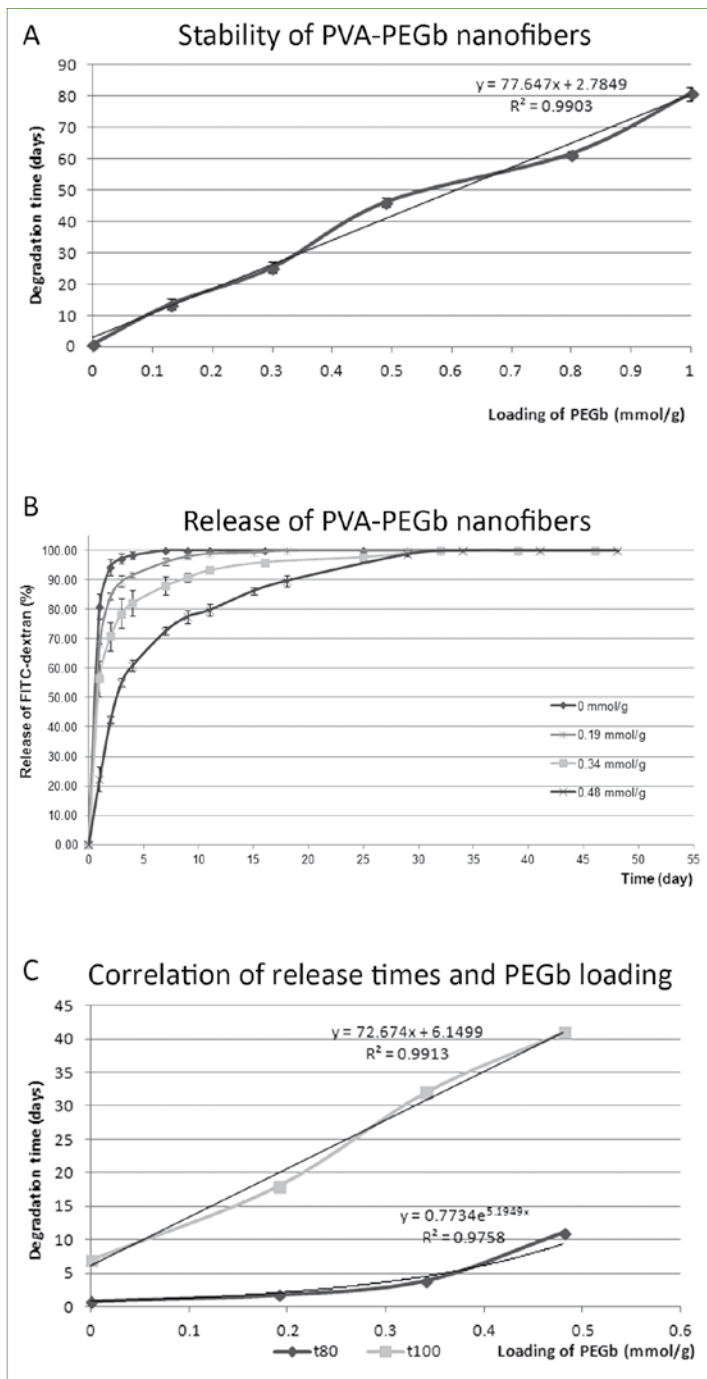 A
Stability of PVA-PEGb nanofibers
90
80
70
60
50
40
30
20
10
0
Degradation time (days)
y = 77.647x + 2.7849
R² = 0.9903
0 0.1 0.2 0.3 0.4 0.5 0.6 0.7 0.8 0.9 1
Loading of PEGb (mmol/g)
B
Release of PVA-PEGb nanofibers
100.00
90.00
80.00
70.00
60.00
50.00
40.00
30.00
20.00
10.00
0.00
Release of FITC-dextran (%)
0 mmol/g
0.19 mmol/g
0.34 mmol/g
0.48 mmol/g
0 5 10 15 20 25 30 35 40 45 50 55
Time (day)
C
Correlation of release times and PEGb loading
45
40
35
30
25
20
15
10
5
0
Degradation time (days)
y = 72.674x + 6.1499
R² = 0.9913
y = 0.7734e^5.1949x
R² = 0.9758
0 0.2 0.3 0.4 0.5 0.6
t80 t100
Loading of PEGb (mmol/g)